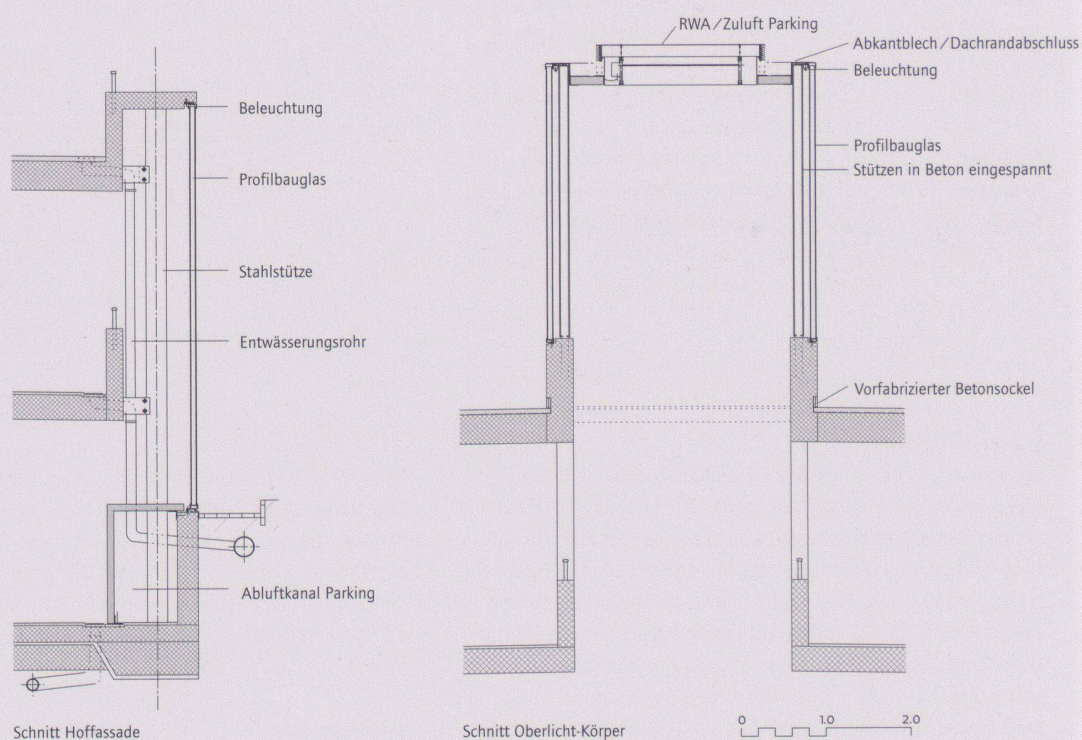 RWA/Zuluft Parking
Abkantblech/Dachrandabschluss
Beleuchtung
Profilbauglas
Stützen in Beton eingespannt
Vorfabrizierter Betonsockel
Beleuchtung
Profilbauglas
Stahlstütze
Entwässerungsrohr
Abluftkanal Parking
Schnitt Hoffassade
Schnitt Oberlicht-Körper
0 1.0 2.0